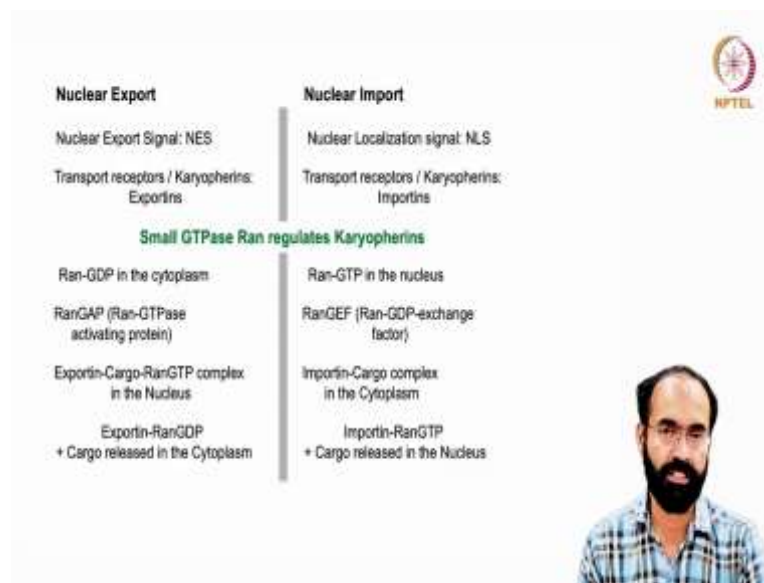 NPTEL
Nuclear Export
Nuclear Export Signal: NES
Transport receptors / Karyopherins:
Exportins
Nuclear Import
Nuclear Localization signal: NLS
Transport receptors / Karyopherins:
Importins
Small GTPase Ran regulates Karyopherins
Ran-GDP in the cytoplasm
RanGAP (Ran-GTPase
activating protein)
Exportin-Cargo-RanGTP complex
in the Nucleus
Exportin-RanGDP
+ Cargo released in the Cytoplasm
Ran-GTP in the nucleus
RanGEF (Ran-GDP-exchange
factor)
Importin-Cargo complex
in the Cytoplasm
Importin-RanGTP
+ Cargo released in the Nucleus